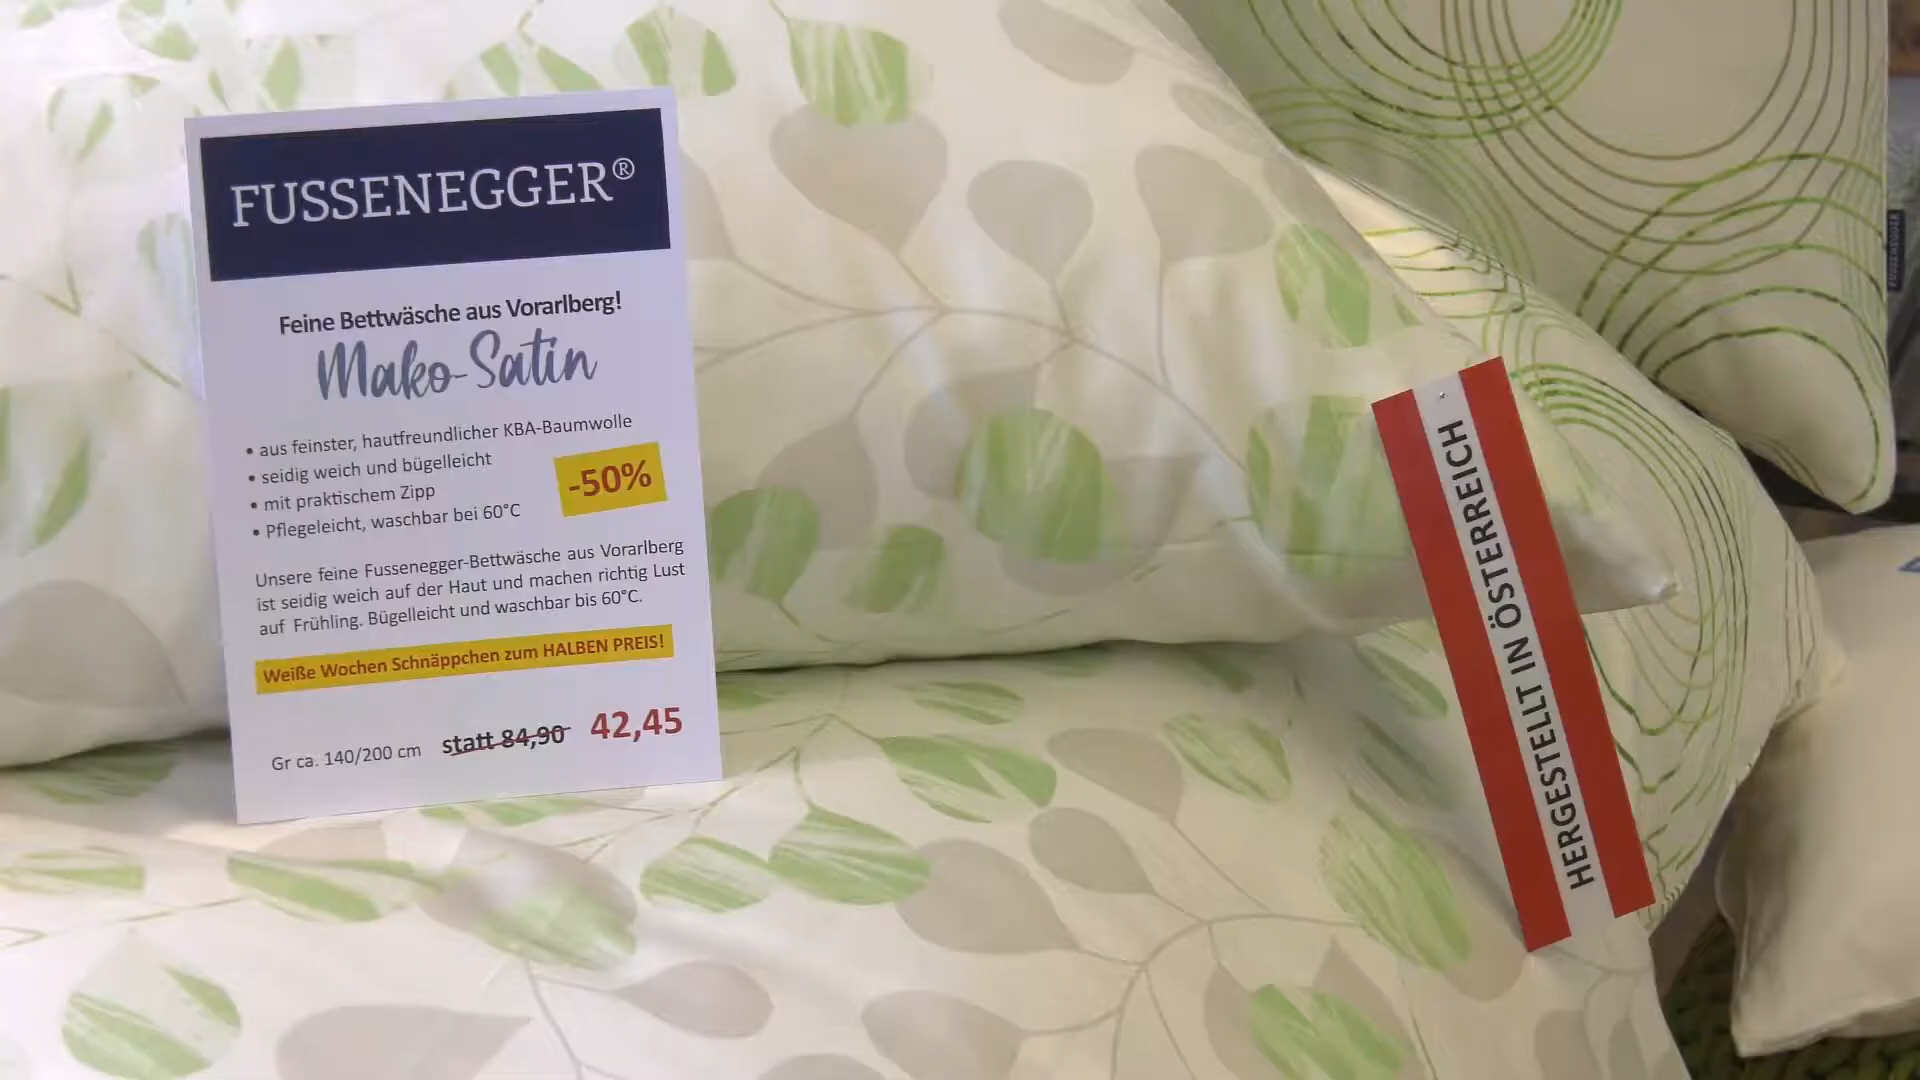 FUSSENEGGER®
Feine Bettwäsche aus Vorarlberg!
Mako-Satin
• aus feinster, hautfreundlicher KBA-Baumwolle
• seidig weich und bügelleicht
• mit praktischem Zipp
• Pflegeleicht, waschbar bei 60°C
-50%
Unsere feine Fussenegger-Bettwäsche aus Vorarlberg
ist seidig weich auf der Haut und machen richtig Lust
auf Frühling. Bügelleicht und waschbar bis 60°C.
Weiße Wochen Schnäppchen zum HALBEN PREIS!
Gr ca. 140/200 cm statt 84,90 42,45
HERGESTELLT IN ÖSTERREICH
FUSSENEGGER